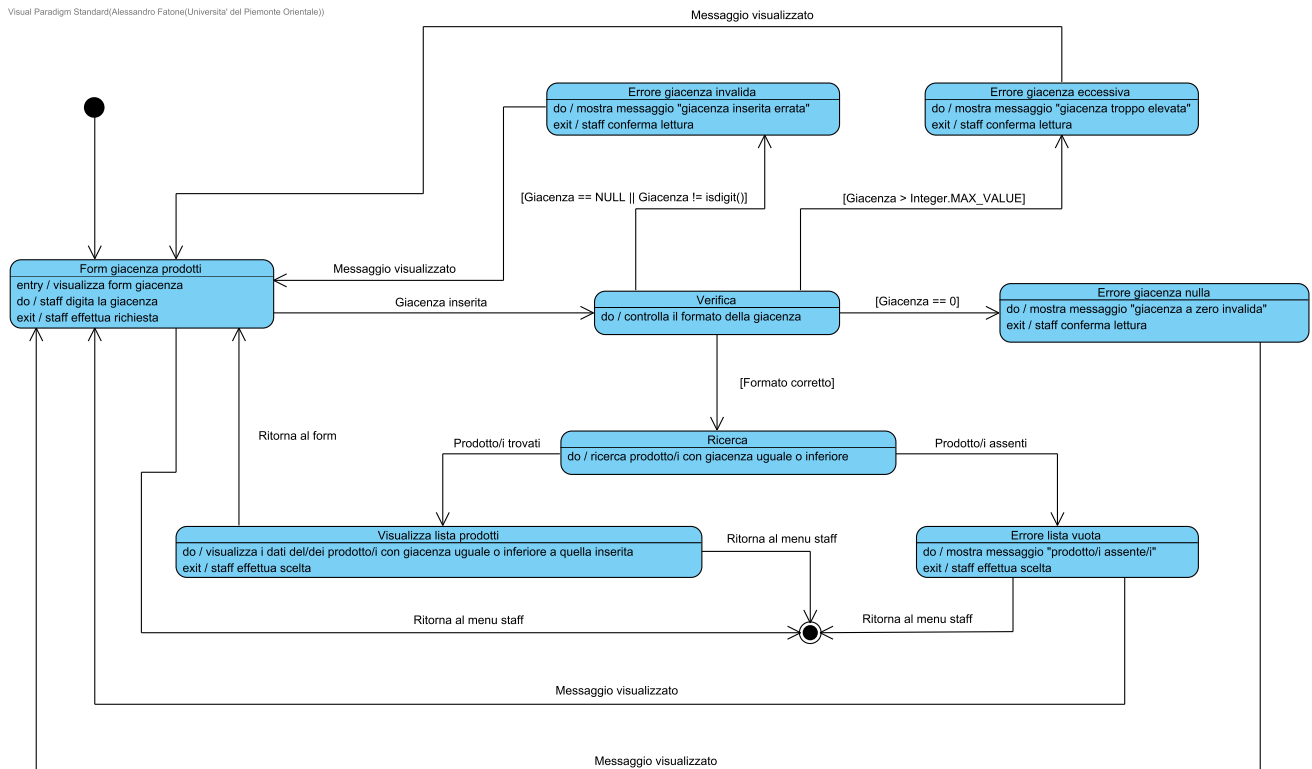 Visual Paradigm Standard(Alessandro Fatone(Universita' del Piemonte Orientale))
Messaggio visualizzato
Errore giacenza invalida
do / mostra messaggio "giacenza inserita errata"
exit / staff conferma lettura
Errore giacenza eccessiva
do / mostra messaggio "giacenza troppo elevata"
exit / staff conferma lettura
[Giacenza == NULL || Giacenza != isdigit()]
[Giacenza > Integer.MAX_VALUE]
Form giacenza prodotti
entry / visualizza form giacenza
do / staff digita la giacenza
exit / staff effettua richiesta
Messaggio visualizzato
Giacenza inserita
Verifica
do / controlla il formato della giacenza
[Giacenza == 0]
Errore giacenza nulla
do / mostra messaggio "giacenza a zero invalida"
exit / staff conferma lettura
[Formato corretto]
Ritorna al form
Prodotto/i trovati
Ricerca
do / ricerca prodotto/i con giacenza uguale o inferiore
Prodotto/i assenti
Visualizza lista prodotti
do / visualizza i dati del/dei prodotto/i con giacenza uguale o inferiore a quella inserita
exit / staff effettua scelta
Ritorna al menu staff
Errore lista vuota
do / mostra messaggio "prodotto/i assente/i"
exit / staff effettua scelta
Ritorna al menu staff
Ritorna al menu staff
Messaggio visualizzato
Messaggio visualizzato